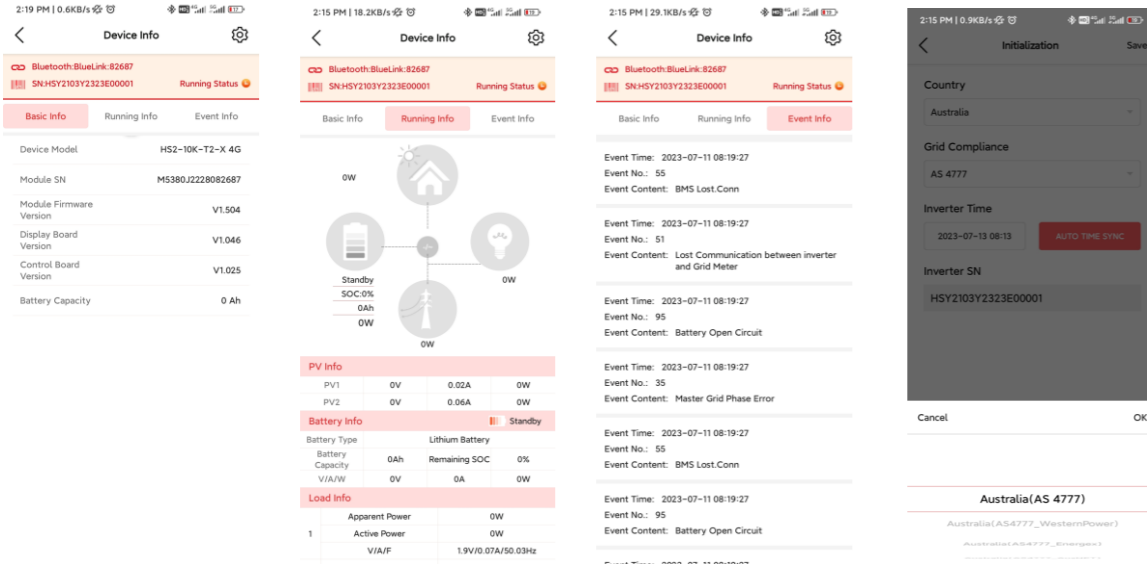 2:19 PM | 0.6KB/s
Device Info
Bluetooth:BlueLink:82687
SN:HSY2103Y2323E00001 Running Status
Basic Info Running Info Event Info
Device Model HS2-10K-T2-X 4G
Module SN M5380J2228082687
Module Firmware
Version V1.504
Display Board
Version V1.046
Control Board
Version V1.025
Battery Capacity 0 Ah
2:15 PM | 18.2KB/s
Device Info
Bluetooth:BlueLink:82687
SN:HSY2103Y2323E00001 Running Status
Basic Info Running Info Event Info
0W
Standby
SOC:0%
0Ah
0W
0W
0W
PV Info
PV1 0V 0.02A 0W
PV2 0V 0.06A 0W
Battery Info Standby
Battery Type Lithium Battery
Battery
Capacity 0Ah Remaining SOC 0%
V/A/W 0V 0A 0W
Load Info
Apparent Power 0W
1 Active Power 0W
V/A/F 1.9V/0.07A/50.03Hz
2:15 PM | 29.1KB/s
Device Info
Bluetooth:BlueLink:82687
SN:HSY2103Y2323E00001 Running Status
Basic Info Running Info Event Info
Event Time: 2023-07-11 08:19:27
Event No.: 55
Event Content: BMS Lost.Conn
Event Time: 2023-07-11 08:19:27
Event No.: 51
Event Content: Lost Communication between inverter
and Grid Meter
Event Time: 2023-07-11 08:19:27
Event No.: 95
Event Content: Battery Open Circuit
Event Time: 2023-07-11 08:19:27
Event No.: 35
Event Content: Master Grid Phase Error
Event Time: 2023-07-11 08:19:27
Event No.: 55
Event Content: BMS Lost.Conn
Event Time: 2023-07-11 08:19:27
Event No.: 95
Event Content: Battery Open Circuit
Event Time: 2023-07-11 08:19:27
2:15 PM | 0.9KB/s
Initialization Save
Country
Australia
Grid Compliance
AS 4777
Inverter Time
2023-07-13 08:13 AUTO TIME SYNC
Inverter SN
HSY2103Y2323E00001
Cancel OK
Australia(AS 4777)
Australia(AS4777_WesternPower)
Australia(AS4777_Energex)